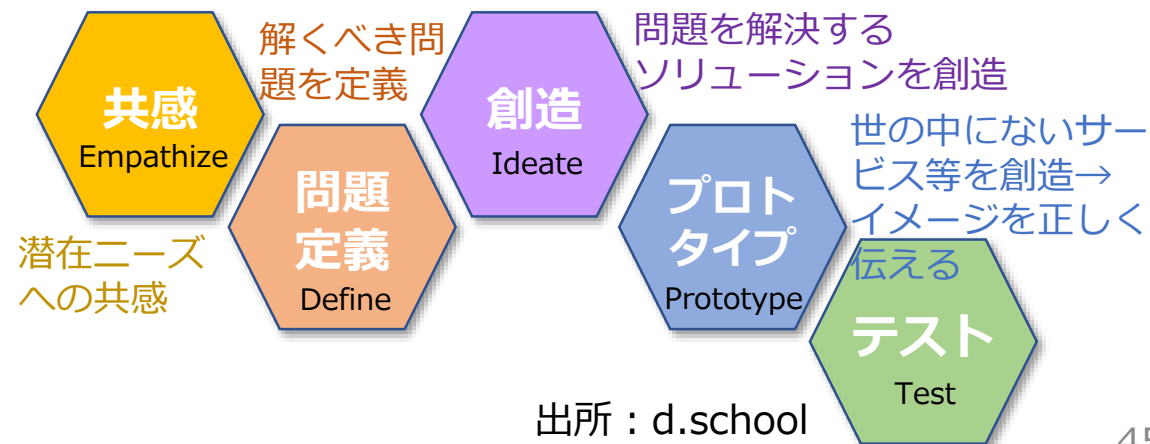 共感
Empathize
潜在ニーズ
への共感
解くべき問
題を定義
問題
定義
Define
創造
Ideate
問題を解決する
ソリューションを創造
プロト
タイプ
Prototype
世の中にないサー
ビス等を創造→
イメージを正しく
伝える
テスト
Test
出所：d.school